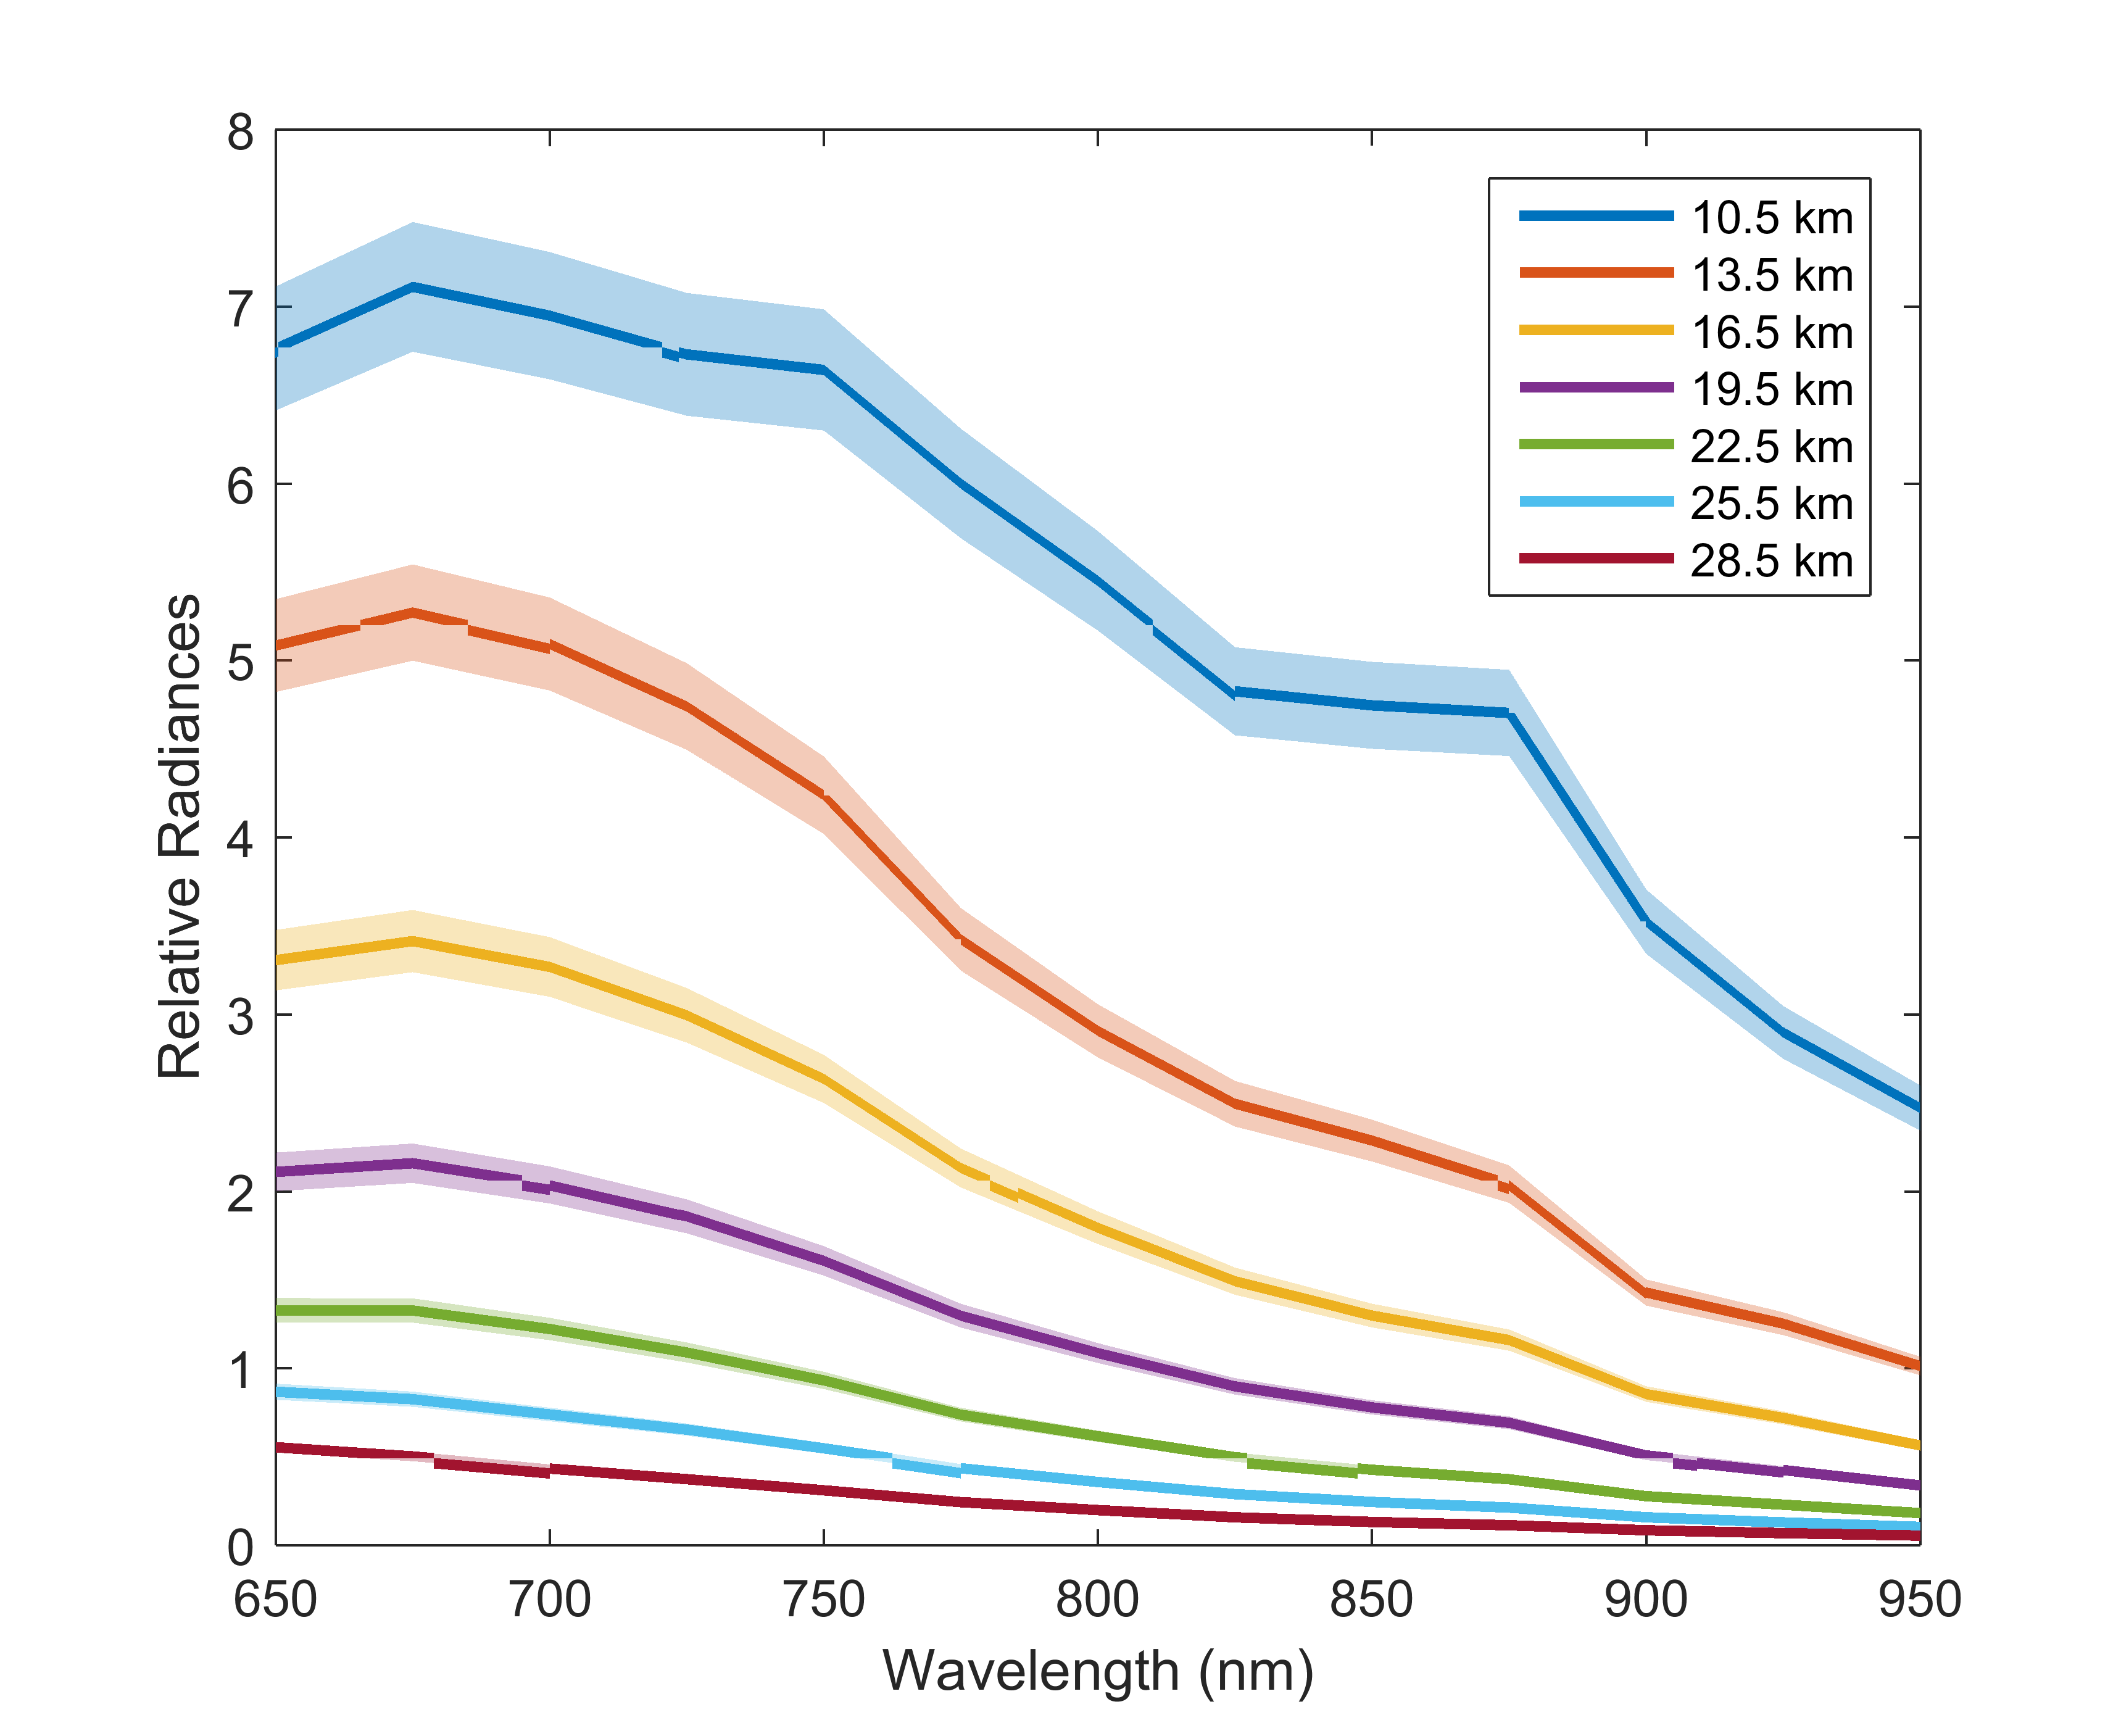 8
7
6
5
4
3
2
1
0
Relative Radiances
10.5 km
13.5 km
16.5 km
19.5 km
22.5 km
25.5 km
28.5 km
650 700 750 800 850 900 950
Wavelength (nm)